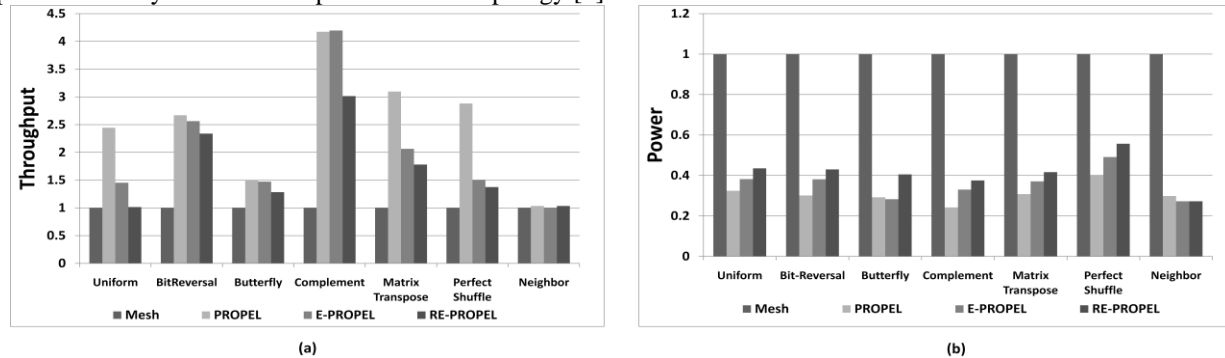 4.5
4
3.5
3
2.5
2
1.5
1
0.5
0
Throughput
Uniform BitReversal Butterfly Complement Matrix Transpose Perfect Shuffle Neighbor
Mesh PROPEL E-PROPEL RE-PROPEL
(a)
1.2
1
0.8
0.6
0.4
0.2
0
Power
Uniform Bit-Reversal Butterfly Complement Matrix Transpose Perfect Shuffle Neighbor
Mesh PROPEL E-PROPEL RE-PROPEL
(b)